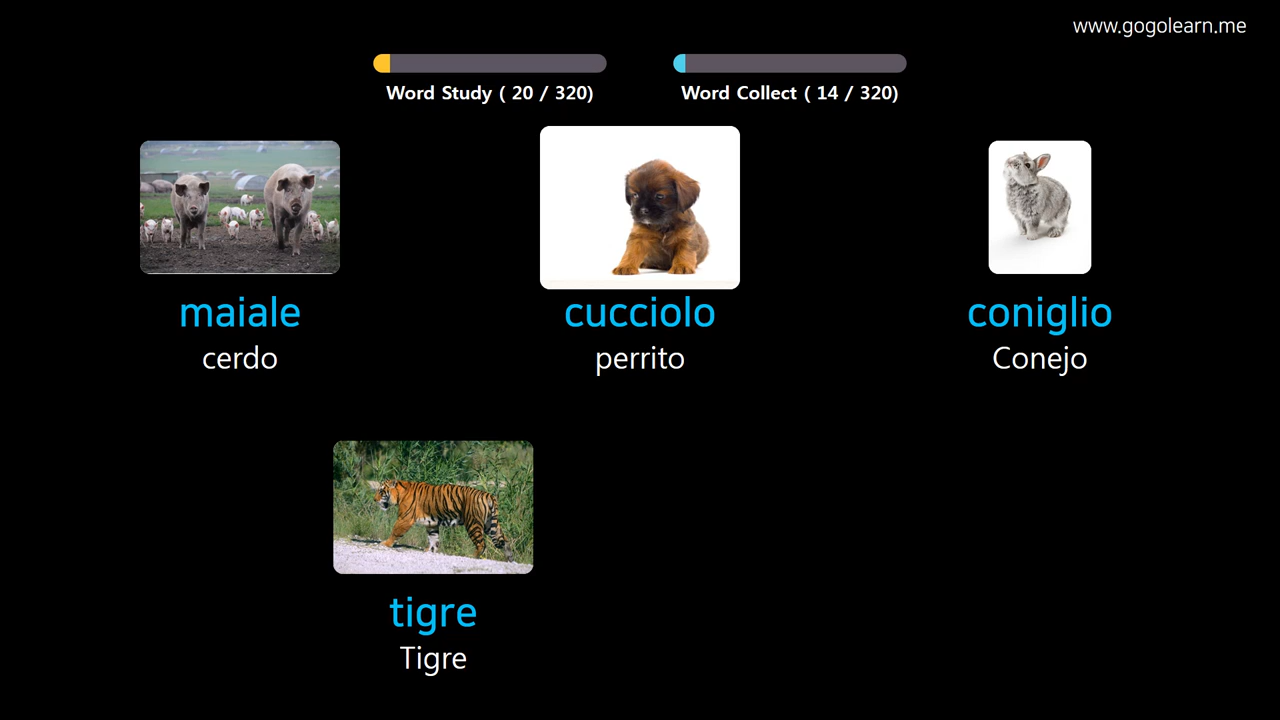 www.gogolearn.me
Word Study ( 20 / 320)
Word Collect ( 14 / 320)
maiale
cerdo
cucciolo
perrito
coniglio
Conejo
tigre
Tigre